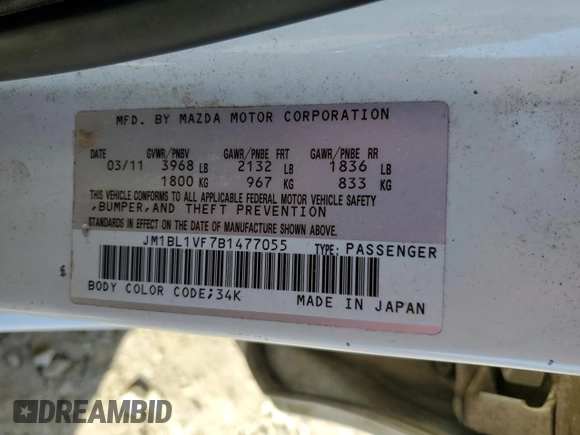 MFD. BY MAZDA MOTOR CORPORATION
DATE GVWR/PNBV GAWR/PNBE FRT GAWR/PNBE RR
03/11 3968 LB 2132 LB 1836 LB
1800 KG 967 KG 833 KG
THIS VEHICLE CONFORMS TO ALL APPLICABLE FEDERAL MOTOR VEHICLE SAFETY
,BUMPER,AND THEFT PREVENTION
STANDARDS IN EFFECT ON THE DATE OF MANUFACTURE SHOWN ABOVE.
JM1BL1VF7B1477055 TYPE: PASSENGER
BODY COLOR CODE;34K MADE IN JAPAN
DREAMBID